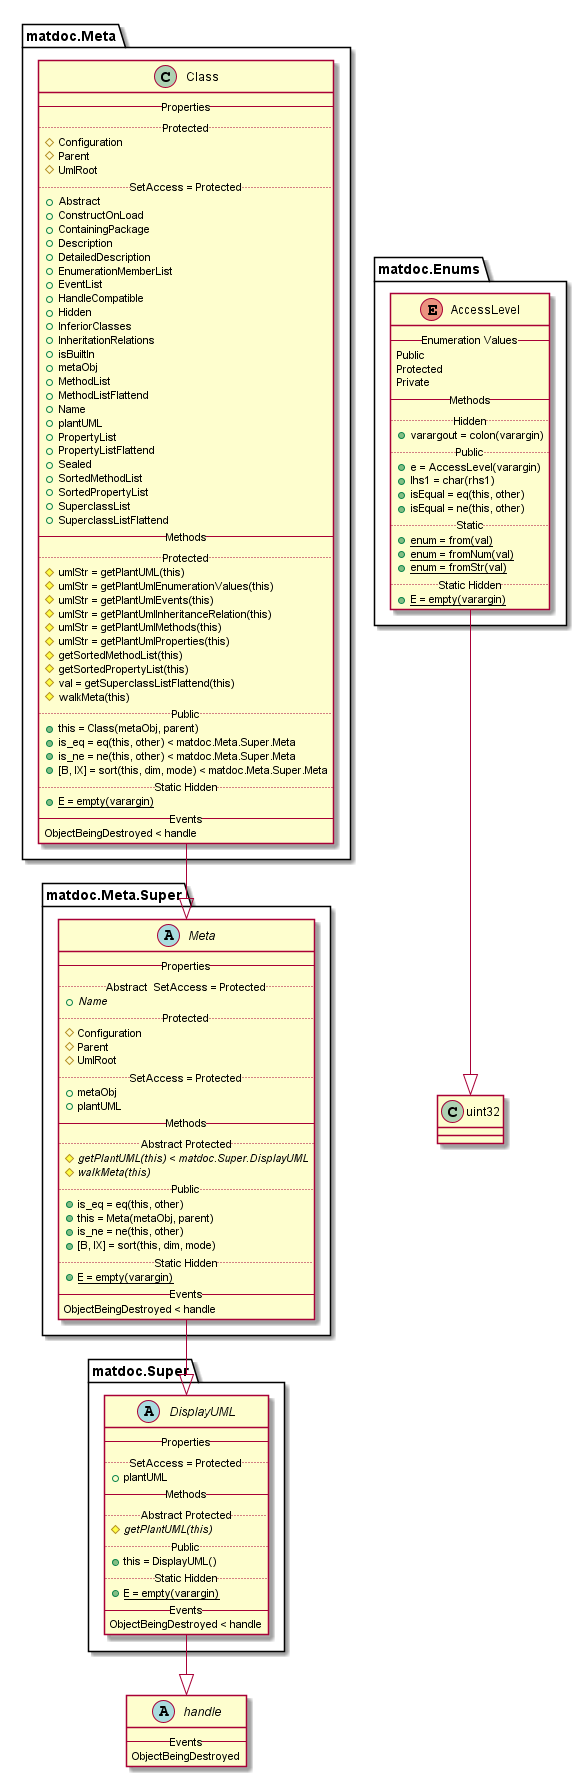 matdoc.Meta
C Class
Properties
Protected
Configuration
Parent
UmlRoot
SetAccess = Protected
Abstract
ConstructOnLoad
ContainingPackage
Description
DetailedDescription
EnumerationMemberList
EventList
HandleCompatible
Hidden
InferiorClasses
InheritationRelations
isBuiltIn
metaObj
MethodList
MethodListFlattend
Name
plantUML
PropertyList
PropertyListFlattend
Sealed
SortedMethodList
SortedPropertyList
SuperclassList
SuperclassListFlattend
Methods
Protected
umlStr = getPlantUML(this)
umlStr = getPlantUmlEnumerationValues(this)
umlStr = getPlantUmlEvents(this)
umlStr = getPlantUmlInheritanceRelation(this)
umlStr = getPlantUmlMethods(this)
umlStr = getPlantUmlProperties(this)
getSortedMethodList(this)
getSortedPropertyList(this)
val = getSuperclassListFlattend(this)
walkMeta(this)
Public
this = Class(metaObj, parent)
is_eq = eq(this, other) < matdoc.Meta.Super.Meta
is_ne = ne(this, other) < matdoc.Meta.Super.Meta
[B, IX] = sort(this, dim, mode) < matdoc.Meta.Super.Meta
Static Hidden
E = empty(varargin)
Events
ObjectBeingDestroyed < handle
matdoc.Enums
E AccessLevel
Enumeration Values
Public
Protected
Private
Methods
Hidden
varargout = colon(varargin)
Public
e = AccessLevel(varargin)
lhs1 = char(rhs1)
isEqual = eq(this, other)
isEqual = ne(this, other)
Static
enum = from(val)
enum = fromNum(val)
enum = fromStr(val)
Static Hidden
E = empty(varargin)
matdoc.Meta.Super
A Meta
Properties
Abstract SetAccess = Protected
Name
Protected
Configuration
Parent
UmlRoot
SetAccess = Protected
metaObj
plantUML
Methods
Abstract Protected
getPlantUML(this) < matdoc.Super.DisplayUML
walkMeta(this)
Public
is_eq = eq(this, other)
this = Meta(metaObj, parent)
is_ne = ne(this, other)
[B, IX] = sort(this, dim, mode)
Static Hidden
E = empty(varargin)
Events
ObjectBeingDestroyed < handle
C uint32
matdoc.Super
A DisplayUML
Properties
SetAccess = Protected
plantUML
Methods
Abstract Protected
getPlantUML(this)
Public
this = DisplayUML()
Static Hidden
E = empty(varargin)
Events
ObjectBeingDestroyed < handle
A handle
Events
ObjectBeingDestroyed